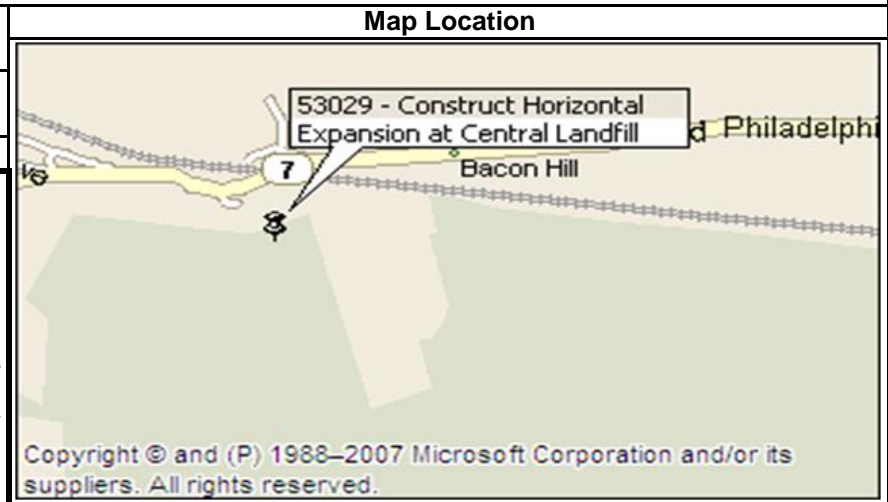 Map Location
53029 - Construct Horizontal
Expansion at Central Landfill
d Philadelphi
7
Bacon Hill
Copyright © and (P) 1988–2007 Microsoft Corporation and/or its
suppliers. All rights reserved.